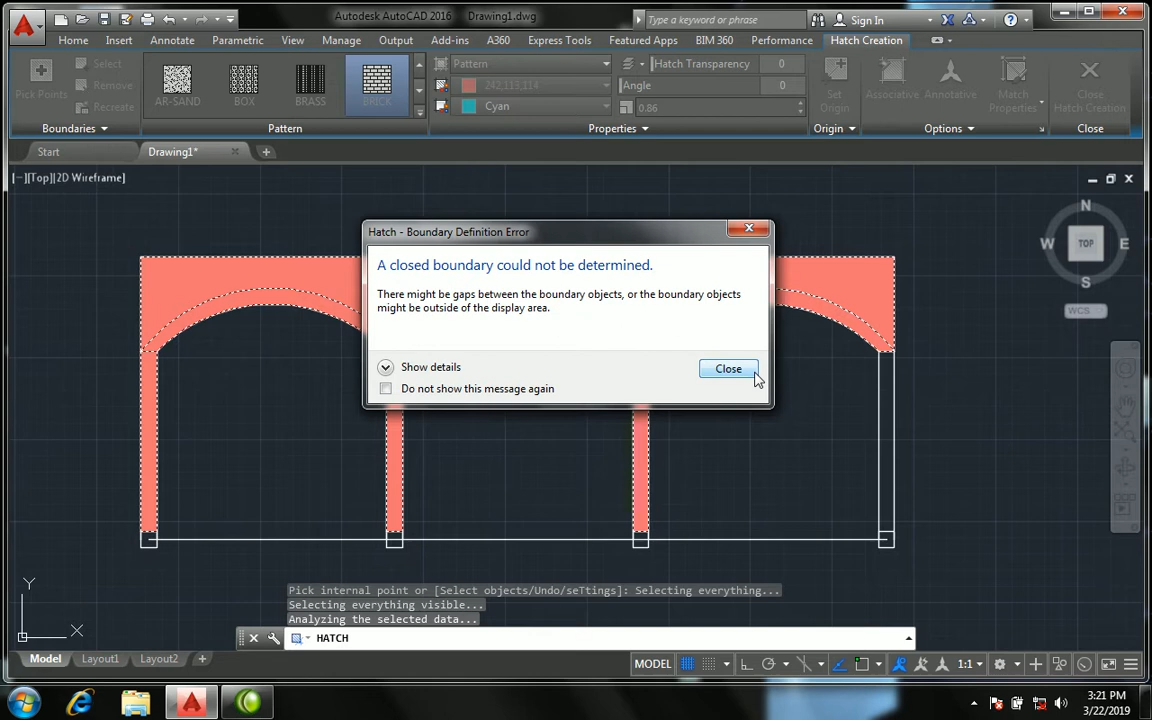 Autodesk AutoCAD 2016 Drawing1.dwg
Type a keyword or phrase
Sign In
Home Insert Annotate Parametric View Manage Output Add-ins A360 Express Tools Featured Apps BIM 360 Performance Hatch Creation
Pick Points
Select
Remove
Recreate
AR-SAND BOX BRASS BRICK
Pattern
242,113,114
Cyan
Hatch Transparency 0
Angle 0
0.86
Set
Origin
Associative
Annotative
Match
Properties
Close
Hatch Creation
Boundaries Pattern Properties Origin Options Close
Start Drawing1*
[−][Top][2D Wireframe]
N
W TOP E
S
WCS
Hatch - Boundary Definition Error
A closed boundary could not be determined.
There might be gaps between the boundary objects, or the boundary objects
might be outside of the display area.
Show details
Close
Do not show this message again
Y
X
Pick internal point or [Select objects/Undo/seTtings]: Selecting everything...
Selecting everything visible...
Analyzing the selected data...
HATCH
Model Layout1 Layout2 +
MODEL
1:1
3:21 PM
3/22/2019